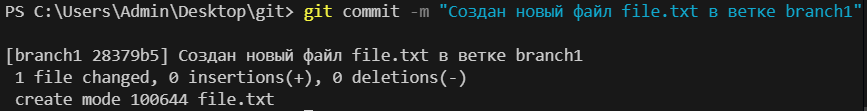 PS C:\Users\Admin\Desktop\git> git commit -m "Создан новый файл file.txt в ветке branch1"
[branch1 28379b5] Создан новый файл file.txt в ветке branch1
1 file changed, 0 insertions(+), 0 deletions(-)
create mode 100644 file.txt